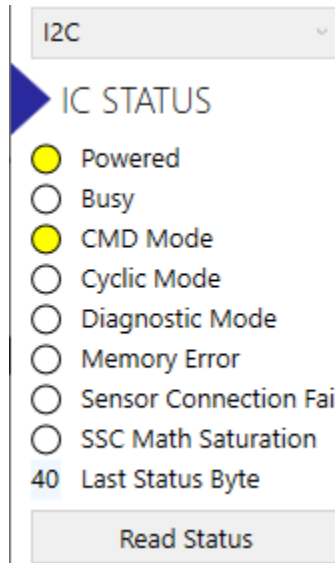 I2C
IC STATUS
Powered
Busy
CMD Mode
Cyclic Mode
Diagnostic Mode
Memory Error
Sensor Connection Fai
SSC Math Saturation
40 Last Status Byte
Read Status